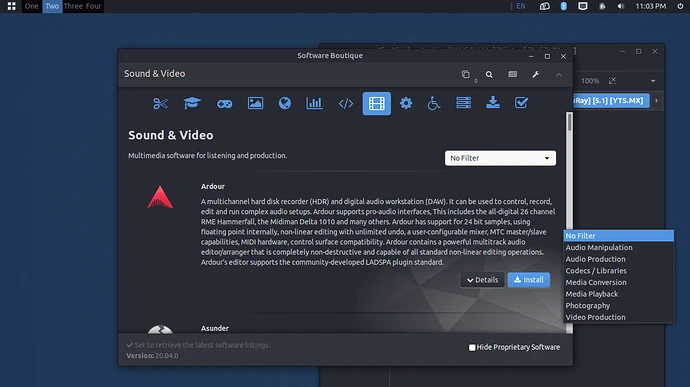 One Two Three Four
EN
11:03 PM
Software Boutique
Sound & Video
0
100%
iRay] [5.1] [YTS.MX]
Sound & Video
Multimedia software for listening and production.
No Filter
Ardour
A multichannel hard disk recorder (HDR) and digital audio workstation (DAW). It can be used to control, record,
edit and run complex audio setups. Ardour supports pro-audio interfaces, This includes the all-digital 26 channel
RME Hammerfall, the Midiman Delta 1010 and many others. Ardour has support for 24 bit samples, using
floating point internally, non-linear editing with unlimited undo, a user-configurable mixer, MTC master/slave
capabilities, MIDI hardware, control surface compatibility. Ardour contains a powerful multitrack audio
editor/arranger that is completely non-destructive and capable of all standard non-linear editing operations.
Ardour's editor supports the community-developed LADSPA plugin standard.
Details
Install
No Filter
Audio Manipulation
Audio Production
Codecs / Libraries
Media Conversion
Media Playback
Photography
Video Production
Asunder
Set to retrieve the latest software listings.
Version: 20.04.0
Hide Proprietary Software